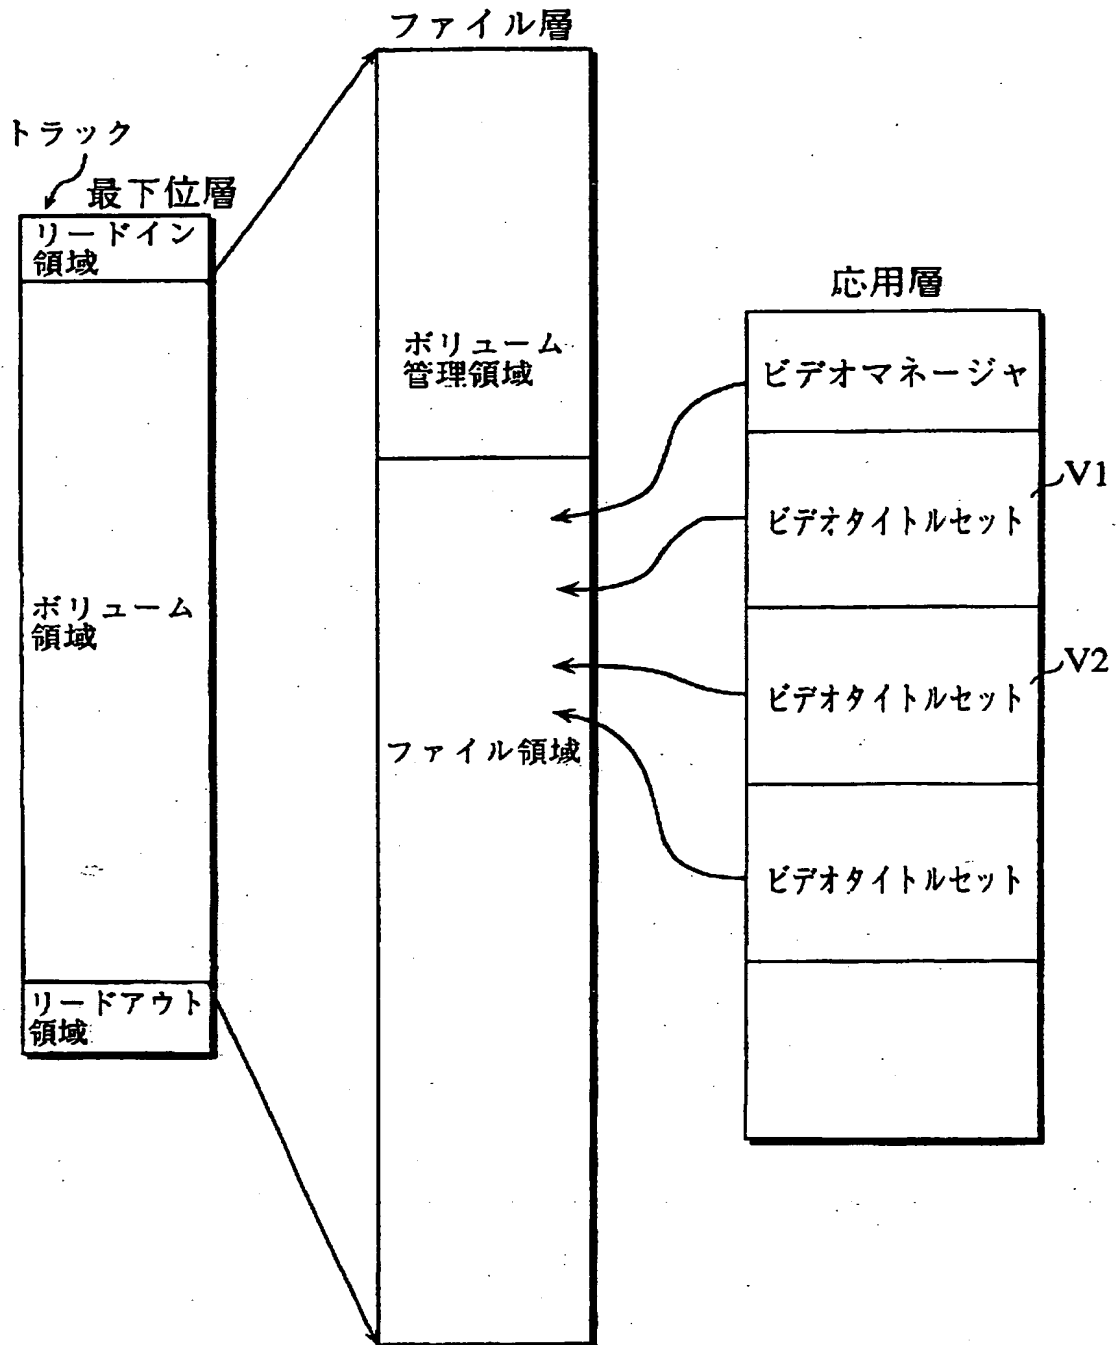 ファイル層
トラック
最下位層
リードイン
領域
ボリューム
領域
リードアウト
領域
ボリューム
管理領域
ファイル領域
応用層
ビデオマネージャ
V1
ビデオタイトルセット
V2
ビデオタイトルセット
ビデオタイトルセット